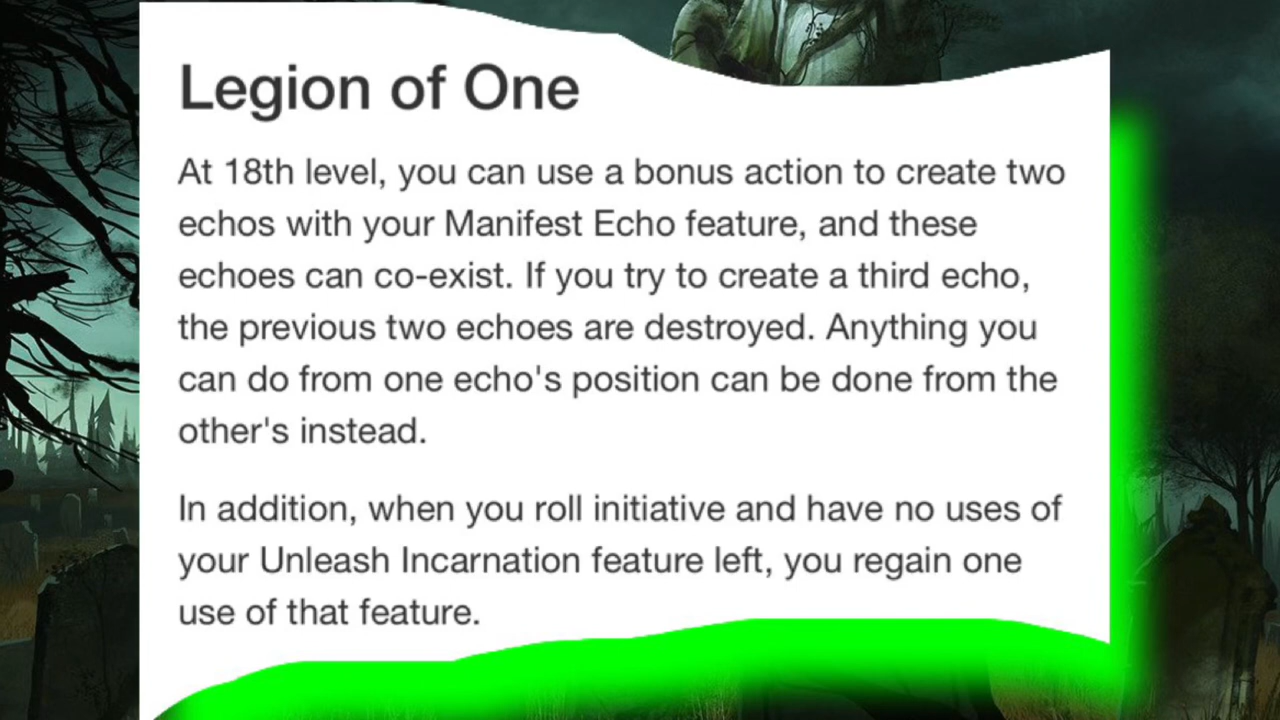 Legion of One
At 18th level, you can use a bonus action to create two
echos with your Manifest Echo feature, and these
echoes can co-exist. If you try to create a third echo,
the previous two echoes are destroyed. Anything you
can do from one echo's position can be done from the
other's instead.
In addition, when you roll initiative and have no uses of
your Unleash Incarnation feature left, you regain one
use of that feature.